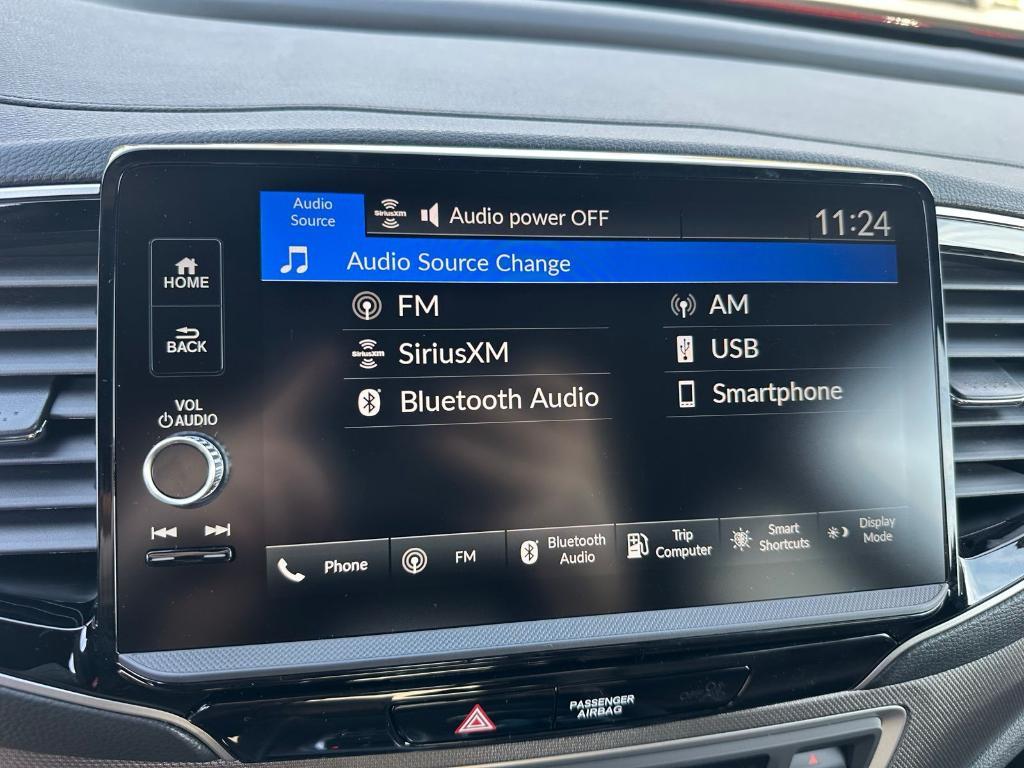 Audio
Source
SiriusXM
Audio power OFF
11:24
Audio Source Change
HOME
BACK
VOL
AUDIO
FM
AM
SiriusXM
SiriusXM
USB
Bluetooth Audio
Smartphone
Phone
FM
Bluetooth
Audio
Trip
Computer
Smart
Shortcuts
Display
Mode
PASSENGER
AIRBAG